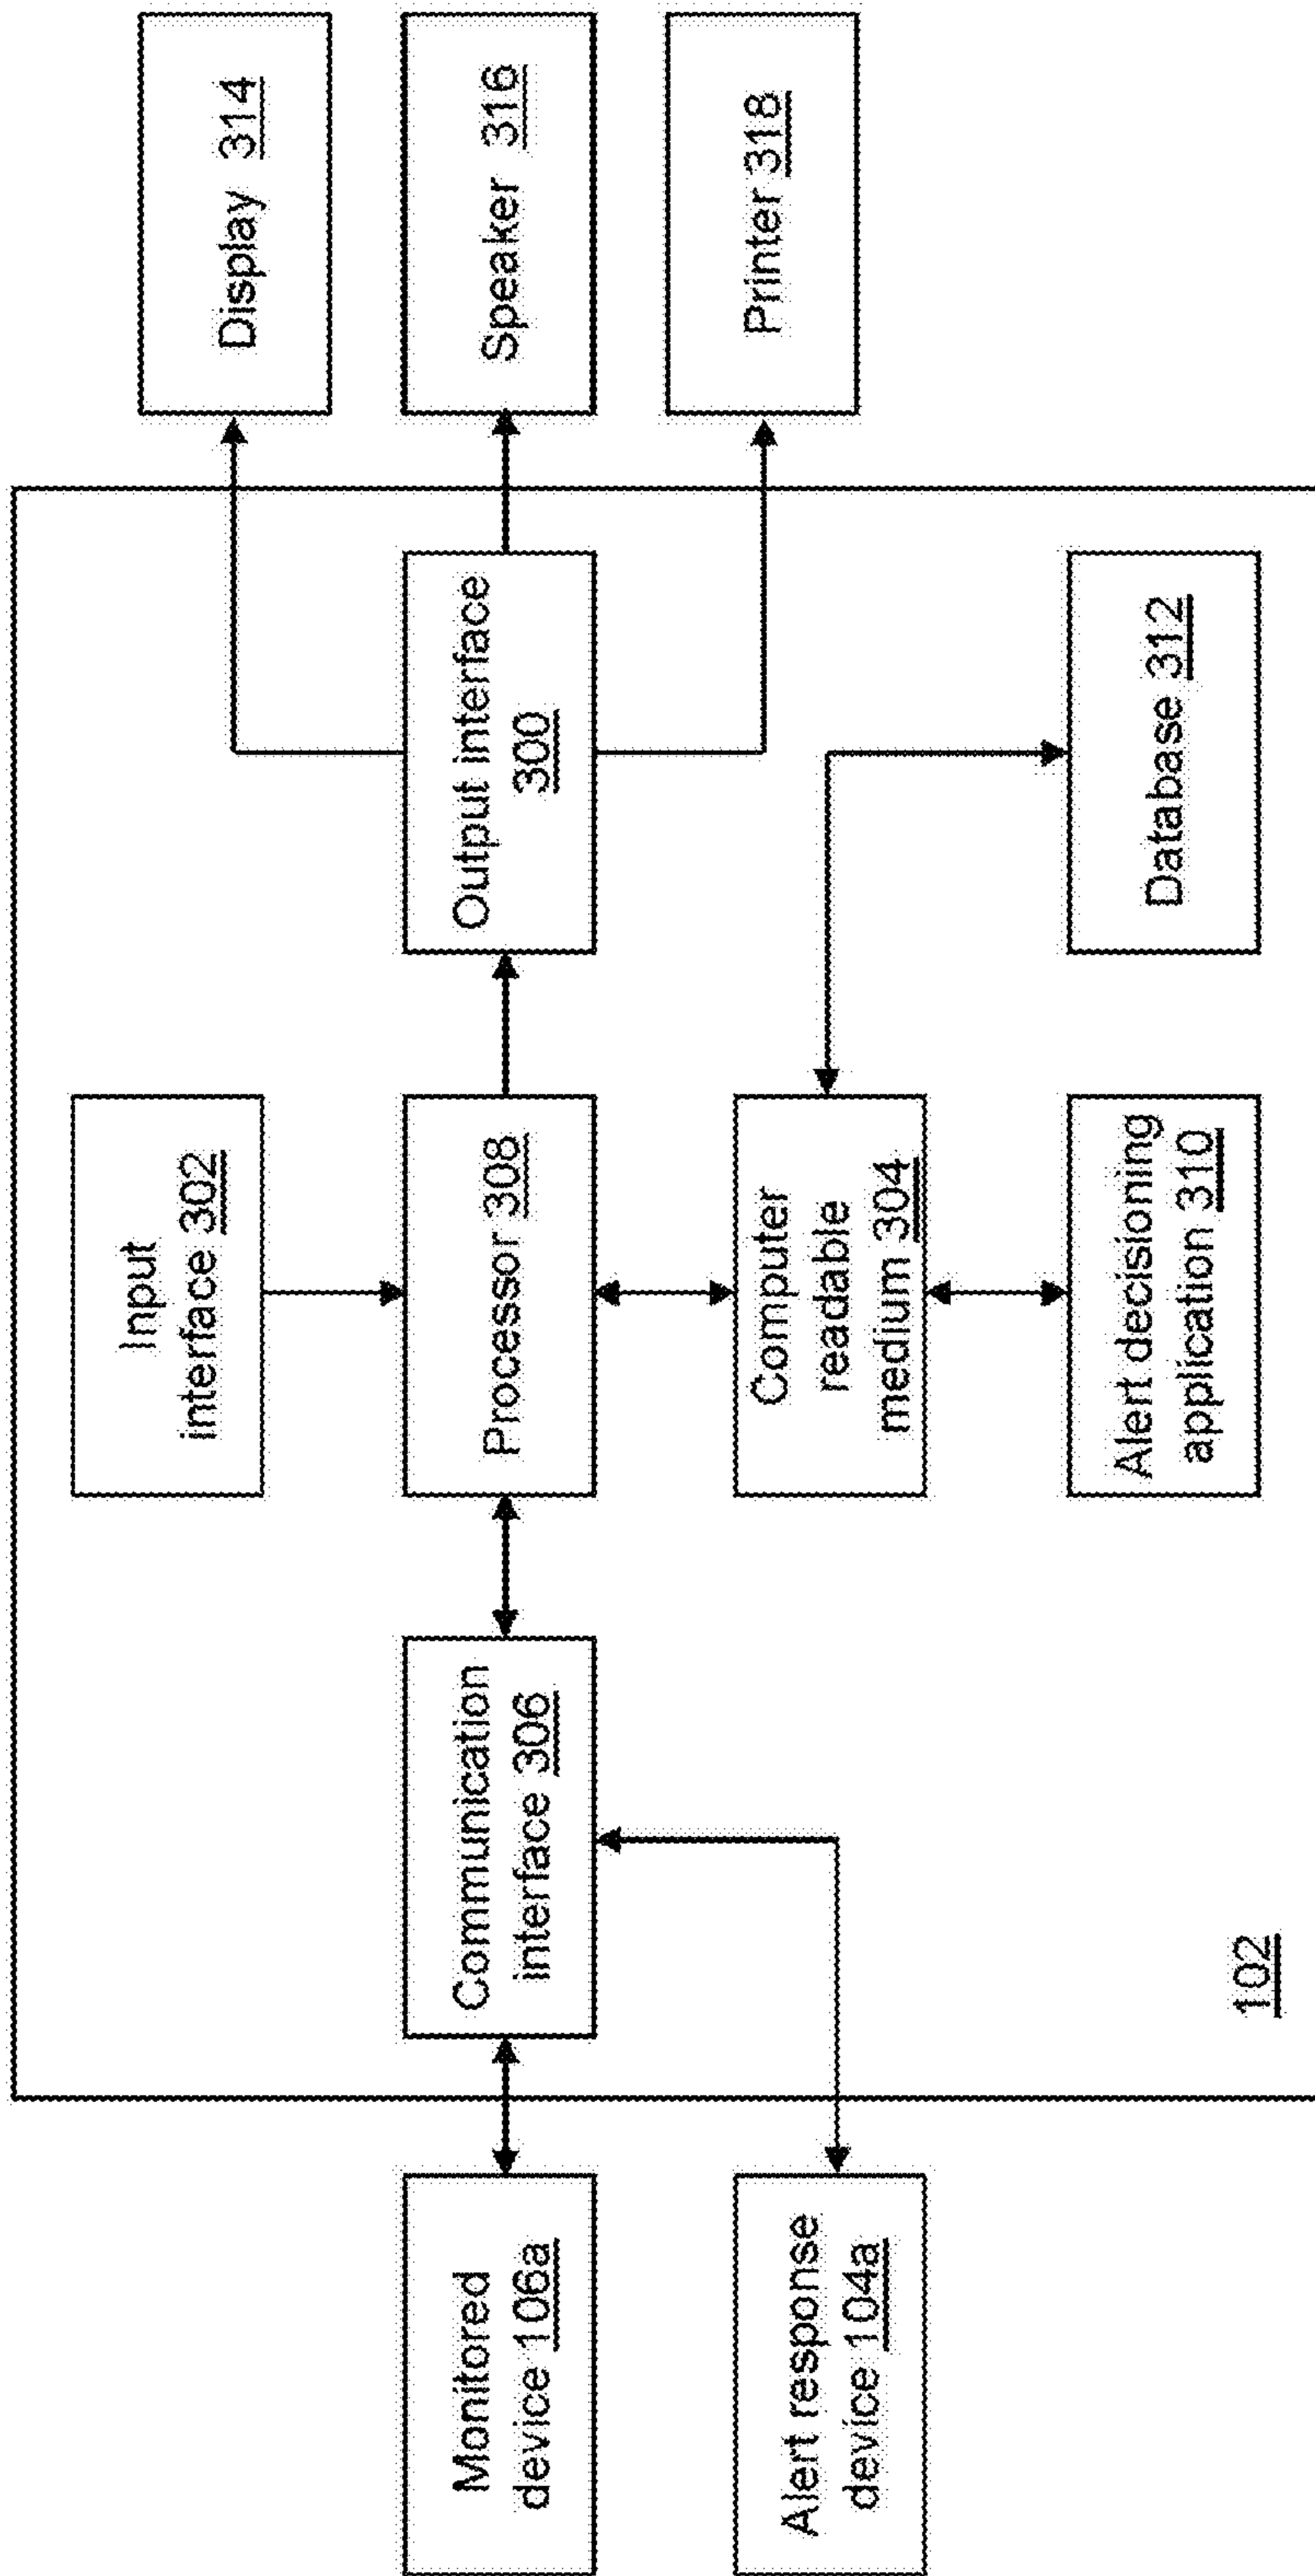 Monitored
device 106a
Alert response
device 104a
Communication
interface 306
102
Input
interface 302
Processor 308
Computer
readable
medium 304
Alert decisioning
application 310
Output interface
300
Database 312
Display 314
Speaker 316
Printer 318